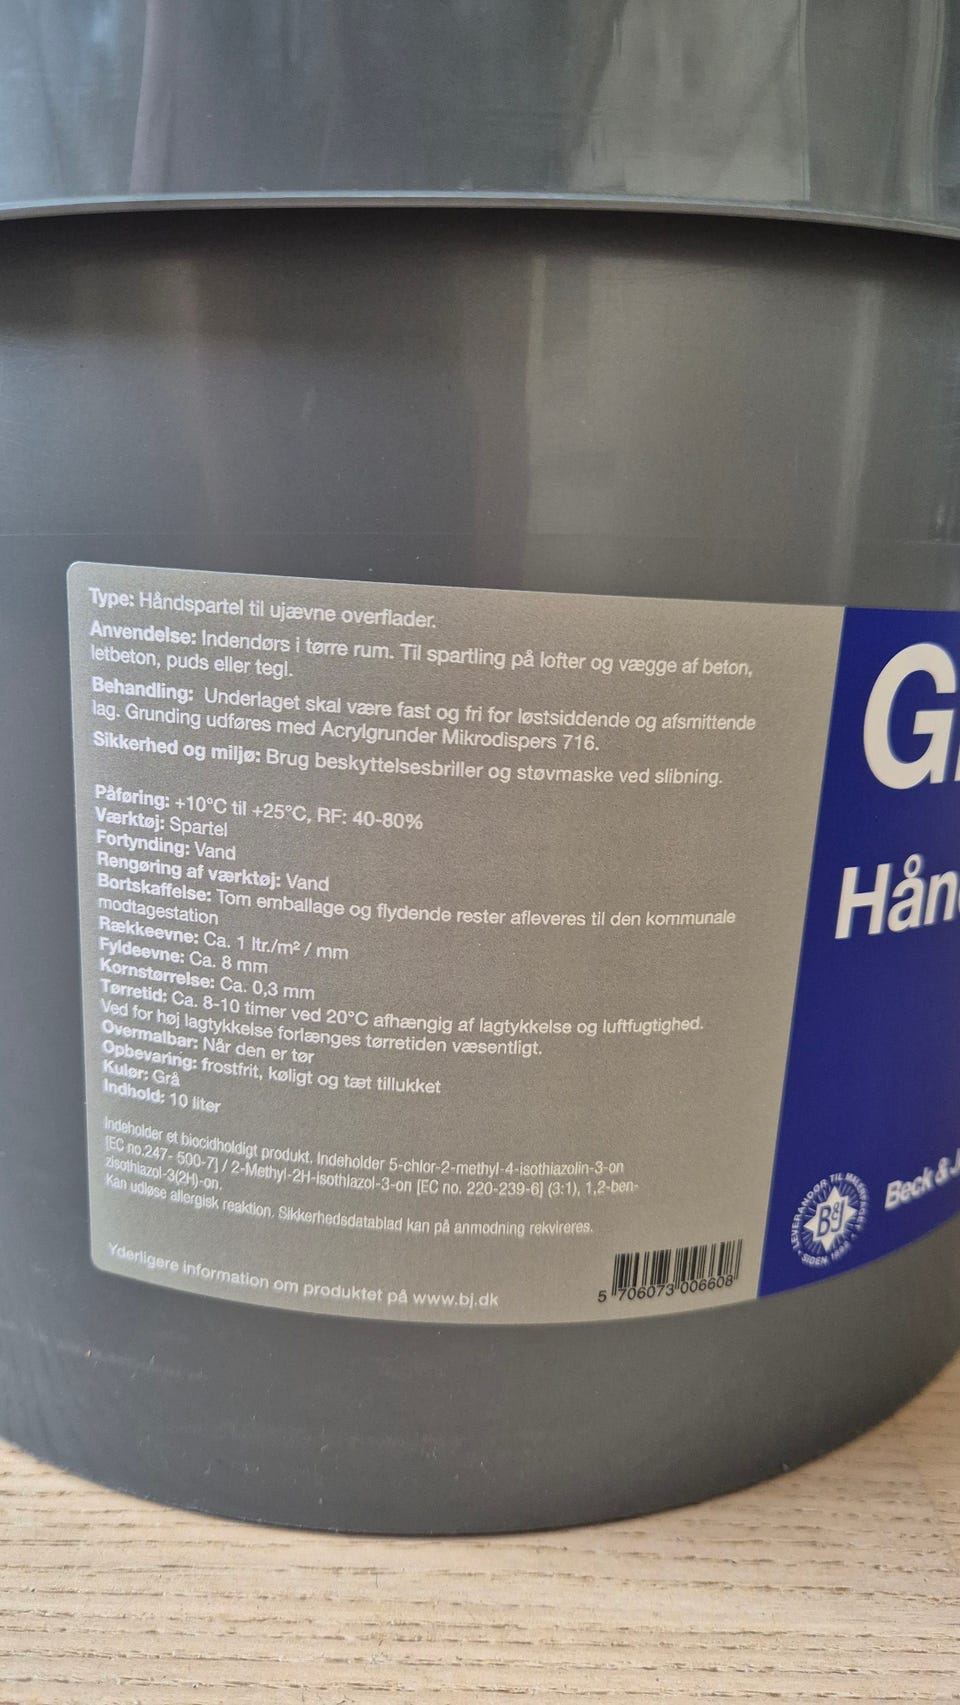 Type: Håndspartel til ujævne overflader.
Anvendelse: Indendørs i tørre rum. Til spartling på lofter og vægge af beton,
letbeton, puds eller tegl.
Behandling: Underlaget skal være fast og fri for løstsiddende og afsmittende
lag. Grunding udføres med Acrylgrunder Mikrodispers 716.
Sikkerhed og miljø: Brug beskyttelsesbriller og støvmaske ved slibning.
Påføring: +10°C til +25°C, RF: 40-80%
Værktøj: Spartel
Fortynding: Vand
Rengøring af værktøj: Vand
Bortskaffelse: Tom emballage og flydende rester afleveres til den kommunale
modtagestation
Rækkeevne: Ca. 1 ltr./m² / mm
Fyldeevne: Ca. 8 mm
Kornstørrelse: Ca. 0,3 mm
Tørretid: Ca. 8-10 timer ved 20°C afhængig af lagtykkelse og luftfugtighed.
Ved for høj lagtykkelse forlænges tørretiden væsentligt.
Overmalbar: Når den er tør
Opbevaring: frostfrit, køligt og tæt tillukket
Kulør: Grå
Indhold: 10 liter
Indeholder et biocidholdigt produkt. Indeholder 5-chlor-2-methyl-4-isothiazolin-3-on
[EC no.247- 500-7] / 2-Methyl-2H-isothiazol-3-on [EC no. 220-239-6] (3:1), 1,2-ben-
zisothiazol-3(2H)-on.
Kan udløse allergisk reaktion. Sikkerhedsdatablad kan på anmodning rekvireres.
Yderligere information om produktet på www.bj.dk
5 706073 006608
G
Hån
LEVERANDØR TIL MALERFAGET
B&J
SIDEN 1892
Beck & J